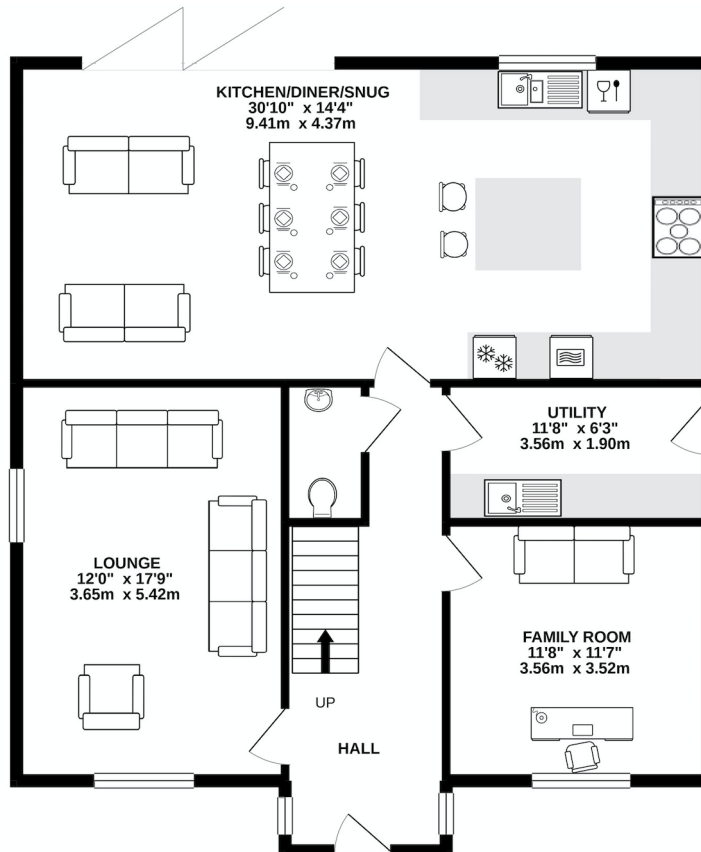 KITCHEN/DINER/SNUG
30'10" x 14'4"
9.41m x 4.37m
UTILITY
11'8" x 6'3"
3.56m x 1.90m
LOUNGE
12'0" x 17'9"
3.65m x 5.42m
FAMILY ROOM
11'8" x 11'7"
3.56m x 3.52m
UP
HALL